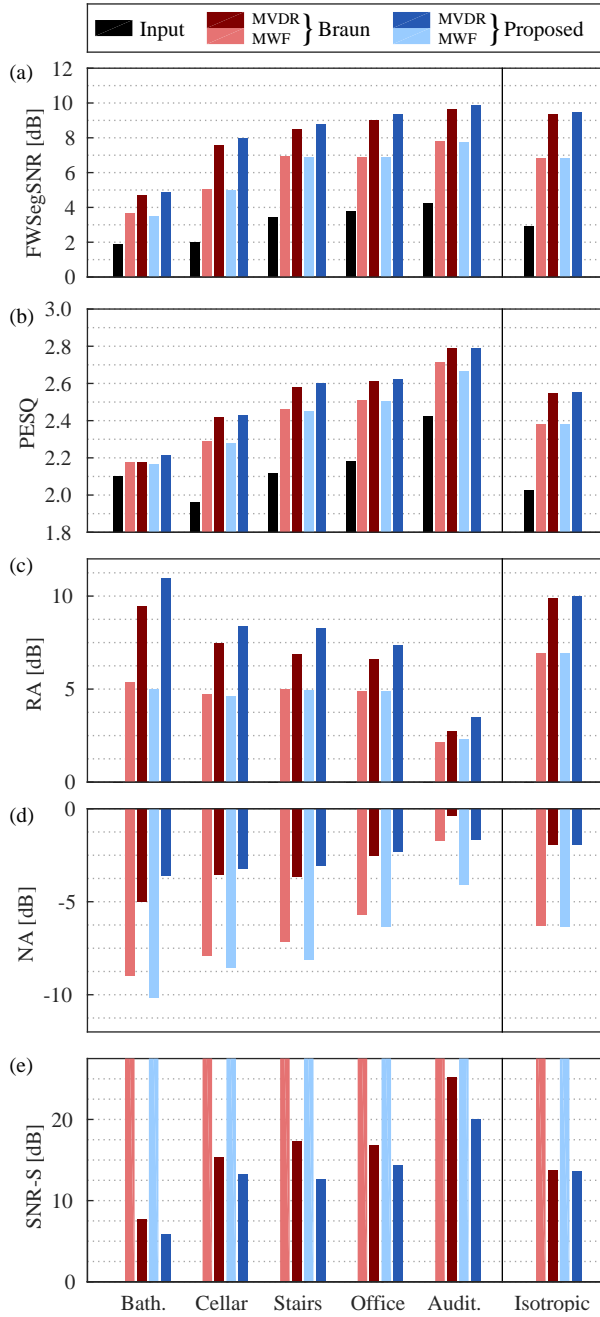 Input MVDR MWF } Braun MVDR MWF } Proposed
(a)
FWSegSNR [dB]
12
10
8
6
4
2
0
(b)
PESQ
3.0
2.8
2.6
2.4
2.2
2.0
1.8
(c)
RA [dB]
10
5
0
(d)
NA [dB]
0
-5
-10
(e)
SNR-S [dB]
20
10
0
Bath. Cellar Stairs Office Audit. Isotropic